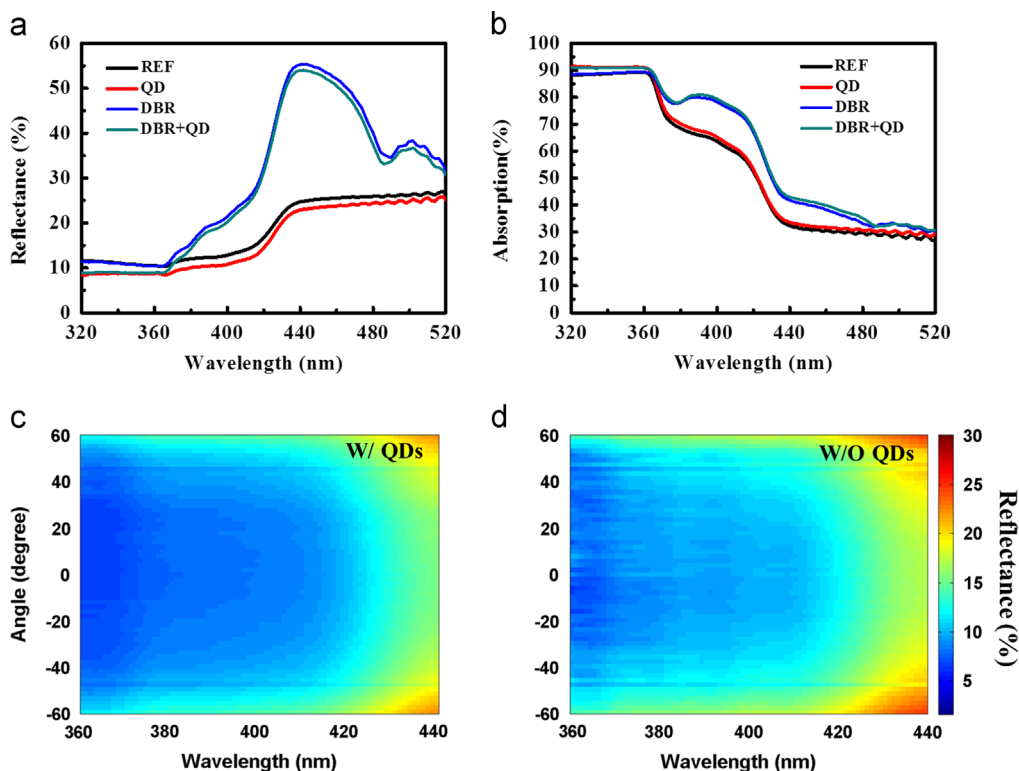 a
60
50
40
30
20
10
0
Reflectance (%)
REF
QD
DBR
DBR+QD
320 360 400 440 480 520
Wavelength (nm)
b
100
90
80
70
60
50
40
30
20
10
0
Absorption(%)
REF
QD
DBR
DBR+QD
320 360 400 440 480 520
Wavelength (nm)
c
60
40
20
0
-20
-40
-60
Angle (degree)
W/ QDs
360 380 400 420 440
Wavelength (nm)
d
60
40
20
0
-20
-40
-60
W/O QDs
360 380 400 420 440
Wavelength (nm)
30
25
20
15
10
5
Reflectance (%)